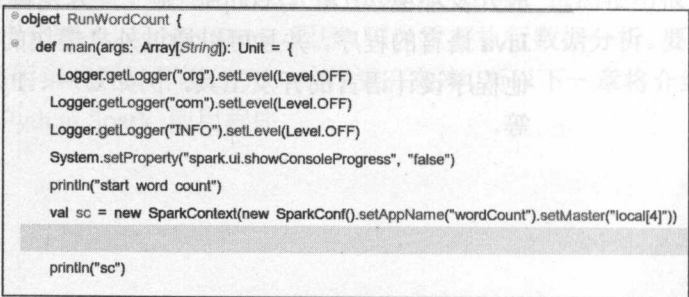 object RunWordCount {
def main(args: Array[String]): Unit = {
Logger.getLogger("org").setLevel(Level.OFF)
Logger.getLogger("com").setLevel(Level.OFF)
Logger.getLogger("INFO").setLevel(Level.OFF)
System.setProperty("spark.ui.showConsoleProgress", "false")
println("start word count")
val sc = new SparkContext(new SparkConf().setAppName("wordCount").setMaster("local[4]"))
println("sc")